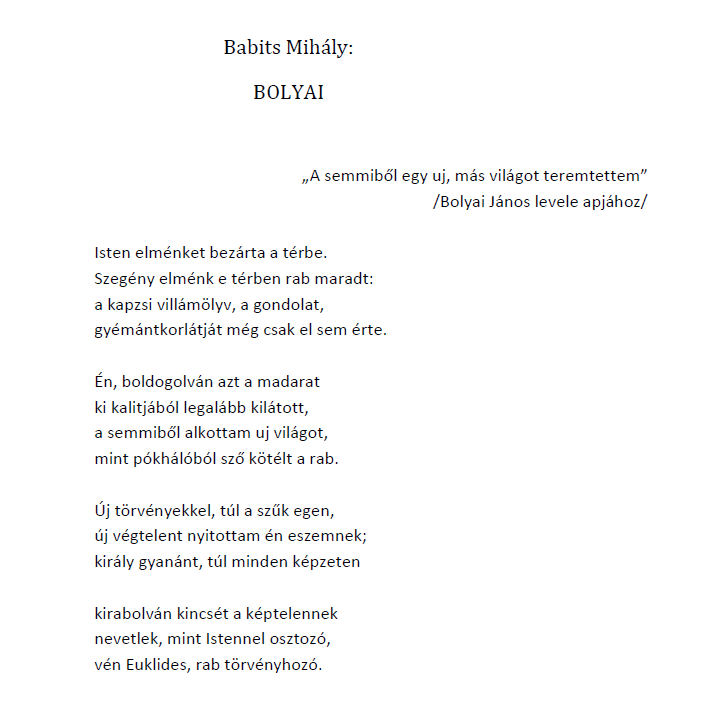 Babits Mihály:
BOLYAI
„A semmiből egy uj, más világot teremtettem”
/Bolyai János levele apjához/
Isten elménket bezárta a térbe.
Szegény elménk e térben rab maradt:
a kapzsi villámölyv, a gondolat,
gyémántkorlátját még csak el sem érte.
Én, boldogolván azt a madarat
ki kalitjából legalább kilátott,
a semmiből alkottam uj világot,
mint pókhálóból sző kötélt a rab.
Új törvényekkel, túl a szűk egen,
új végtelent nyitottam én eszemnek;
király gyanánt, túl minden képzeten
kirabolván kincsét a képtelennek
nevetlek, mint Istennel osztozó,
vén Euklides, rab törvényhozó.